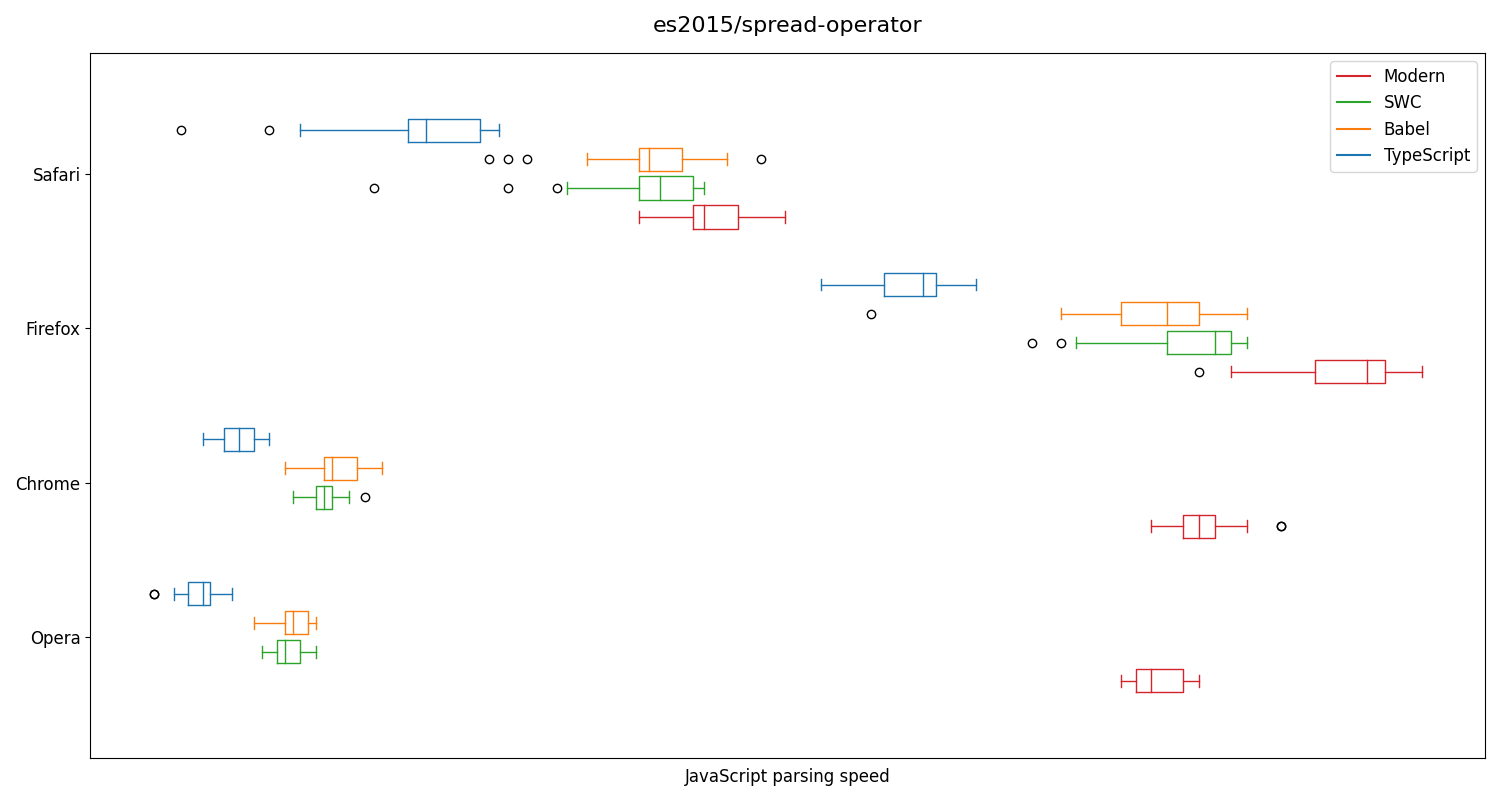 es2015/spread-operator
Modern
SWC
Babel
TypeScript
Safari
Firefox
Chrome
Opera
JavaScript parsing speed